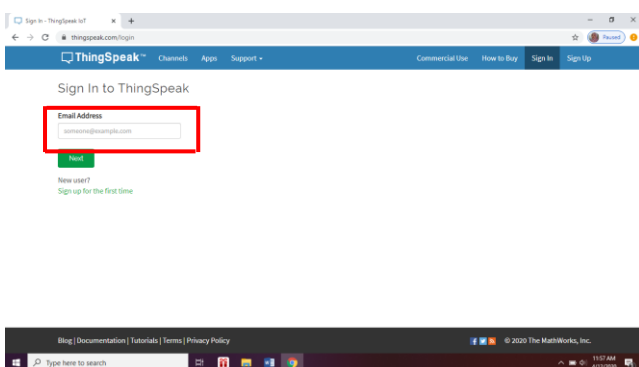 Sign In - ThingSpeak IoT
thingspeak.com/login
Paused
ThingSpeak™ Channels Apps Support Commercial Use How to Buy Sign In Sign Up
Sign In to ThingSpeak
Email Address
someone@example.com
Next
New user?
Sign up for the first time
Blog | Documentation | Tutorials | Terms | Privacy Policy © 2020 The MathWorks, Inc.
Type here to search
11:57 AM